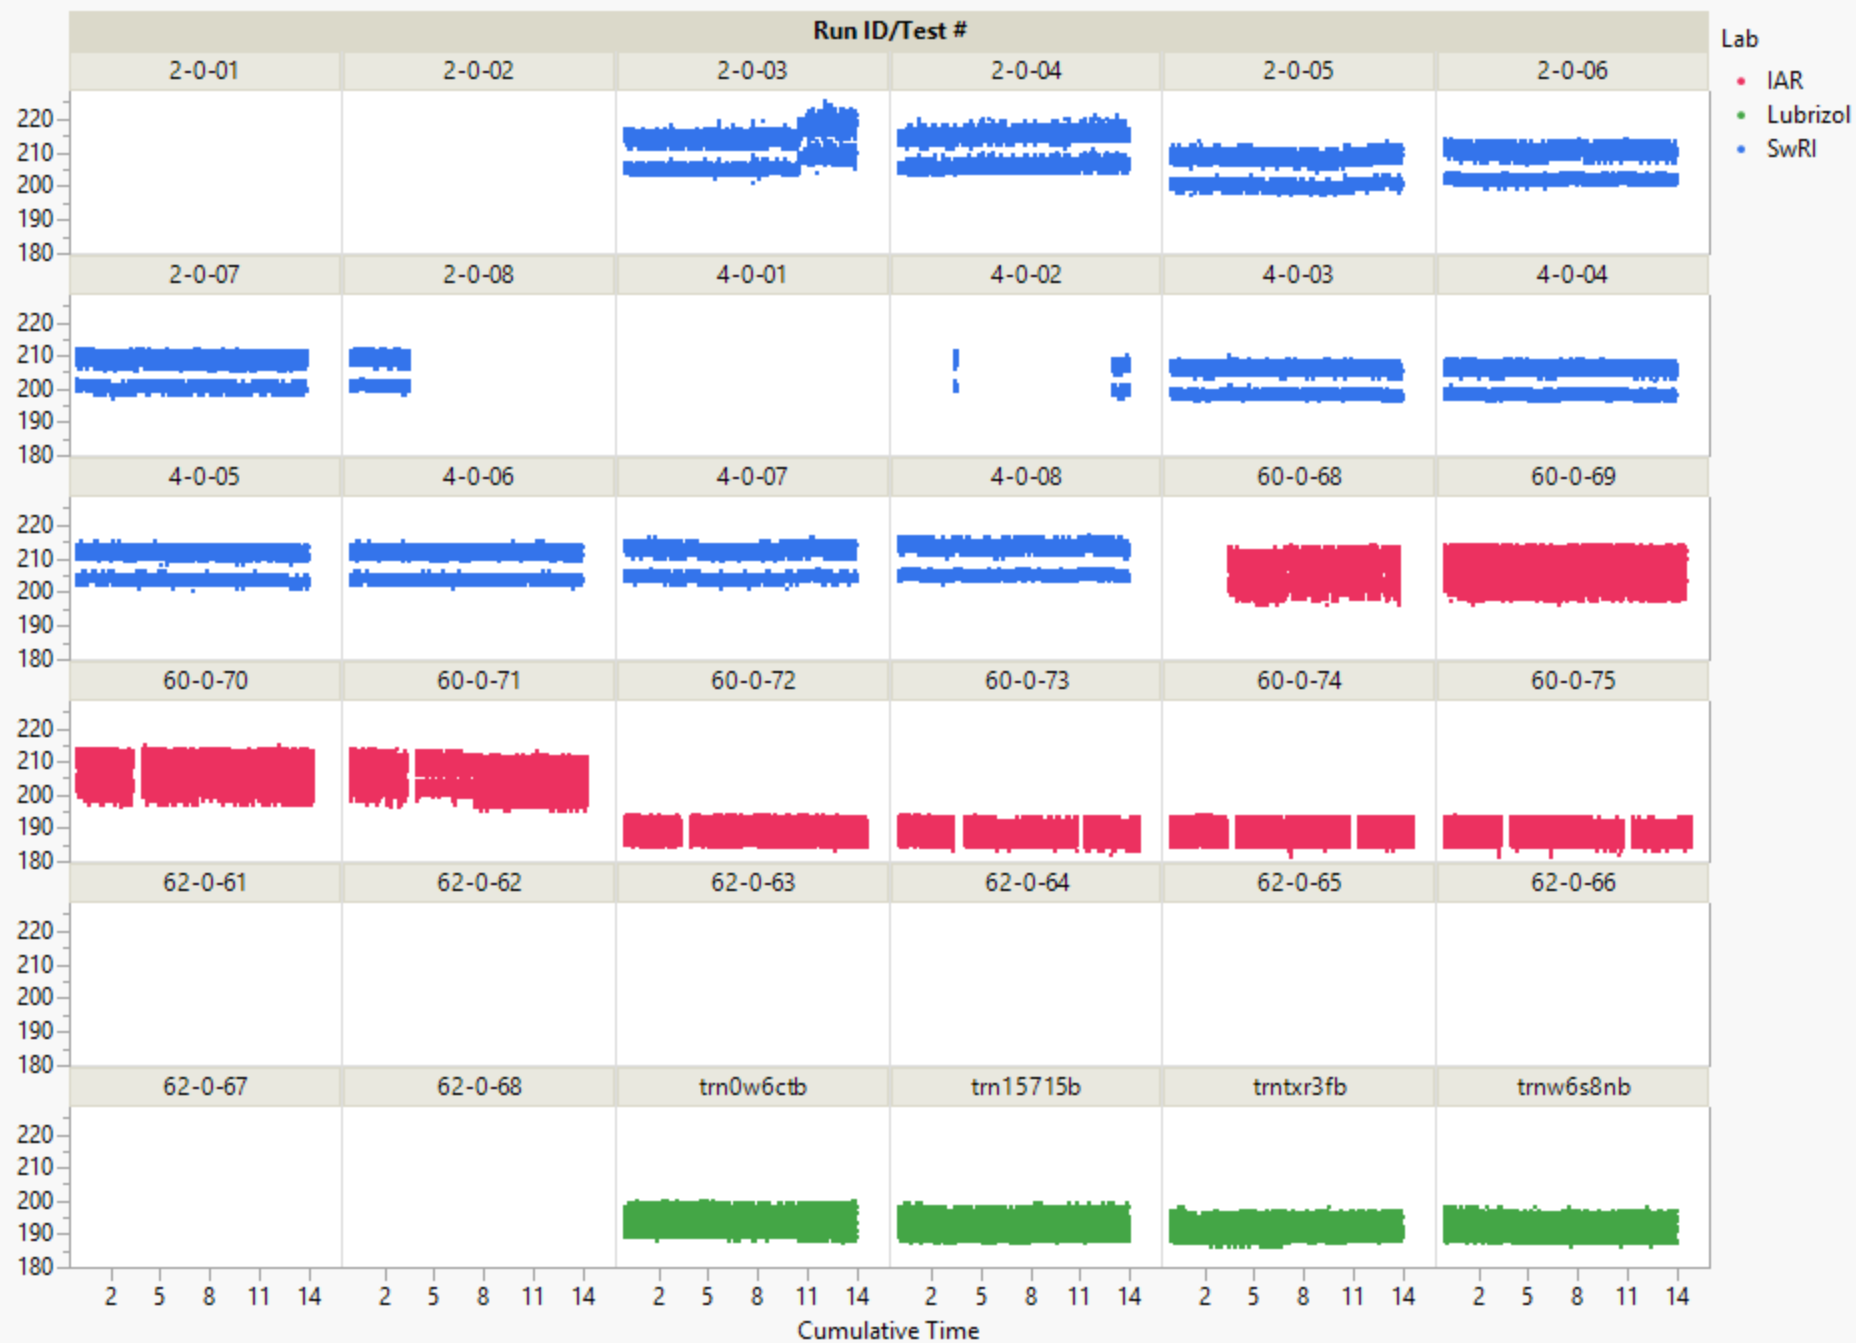 Run ID/Test #
Lab
IAR
Lubrizol
SwRI
2-0-01 2-0-02 2-0-03 2-0-04 2-0-05 2-0-06
220
210
200
190
180
2-0-07 2-0-08 4-0-01 4-0-02 4-0-03 4-0-04
220
210
200
190
180
4-0-05 4-0-06 4-0-07 4-0-08 60-0-68 60-0-69
220
210
200
190
180
60-0-70 60-0-71 60-0-72 60-0-73 60-0-74 60-0-75
220
210
200
190
180
62-0-61 62-0-62 62-0-63 62-0-64 62-0-65 62-0-66
220
210
200
190
180
62-0-67 62-0-68 trn0w6ctb trn15715b trntxr3fb trnw6s8nb
220
210
200
190
180
2 5 8 11 14 2 5 8 11 14 2 5 8 11 14 2 5 8 11 14 2 5 8 11 14 2 5 8 11 14
Cumulative Time